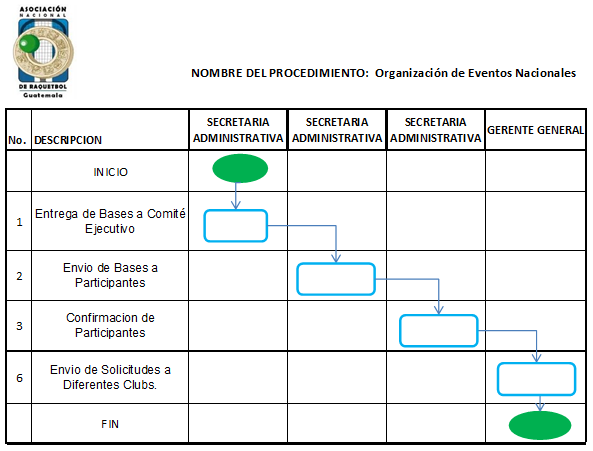 ASOCIACIÓN
NACIONAL
DE RAQUETBOL
Guatemala
NOMBRE DEL PROCEDIMIENTO: Organización de Eventos Nacionales
No. DESCRIPCION
SECRETARIA
ADMINISTRATIVA
SECRETARIA
ADMINISTRATIVA
SECRETARIA
ADMINISTRATIVA
GERENTE GENERAL
INICIO
1
Entrega de Bases a Comité
Ejecutivo
2
Envio de Bases a
Participantes
3
Confirmacion de
Participantes
6
Envio de Solicitudes a
Diferentes Clubs.
FIN